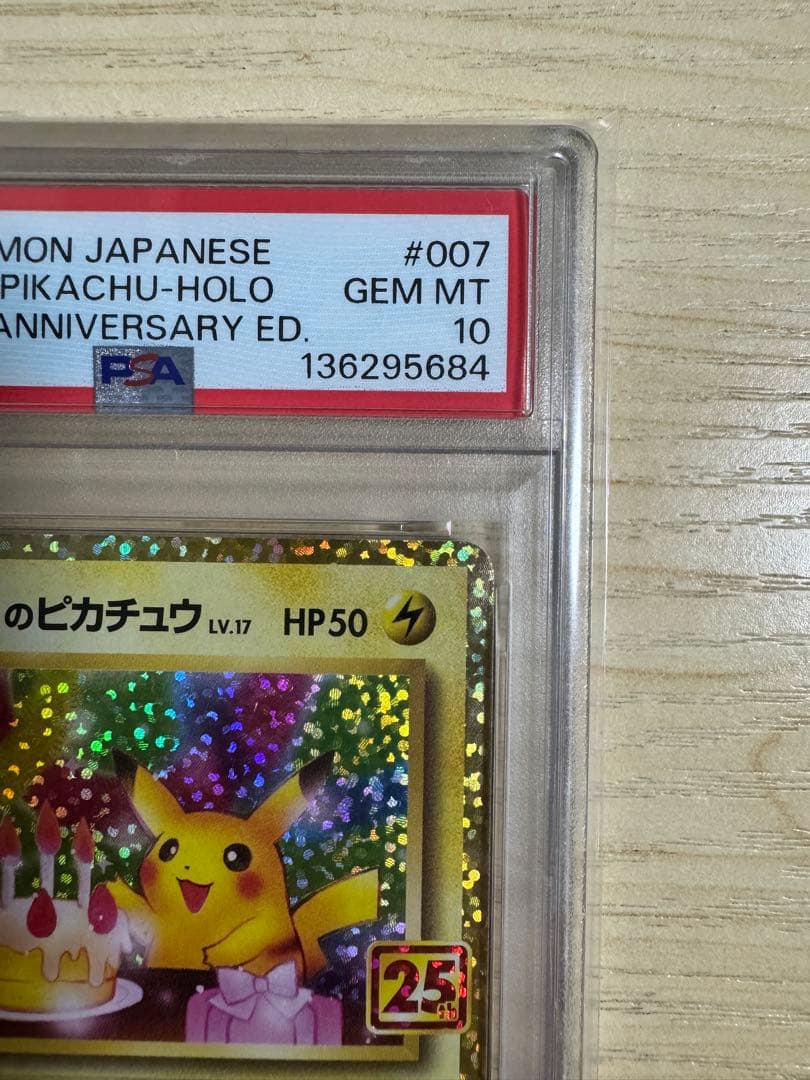 MON JAPANESE #007
PIKACHU-HOLO GEM MT
ANNIVERSARY ED. 10
PSA 136295684
のピカチュウ LV.17 HP50
25th